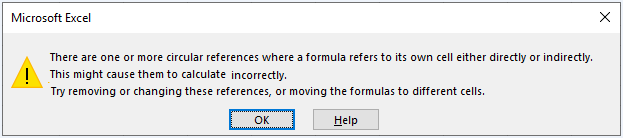 Microsoft Excel
There are one or more circular references where a formula refers to its own cell either directly or indirectly.
This might cause them to calculate incorrectly.
Try removing or changing these references, or moving the formulas to different cells.
OK Help